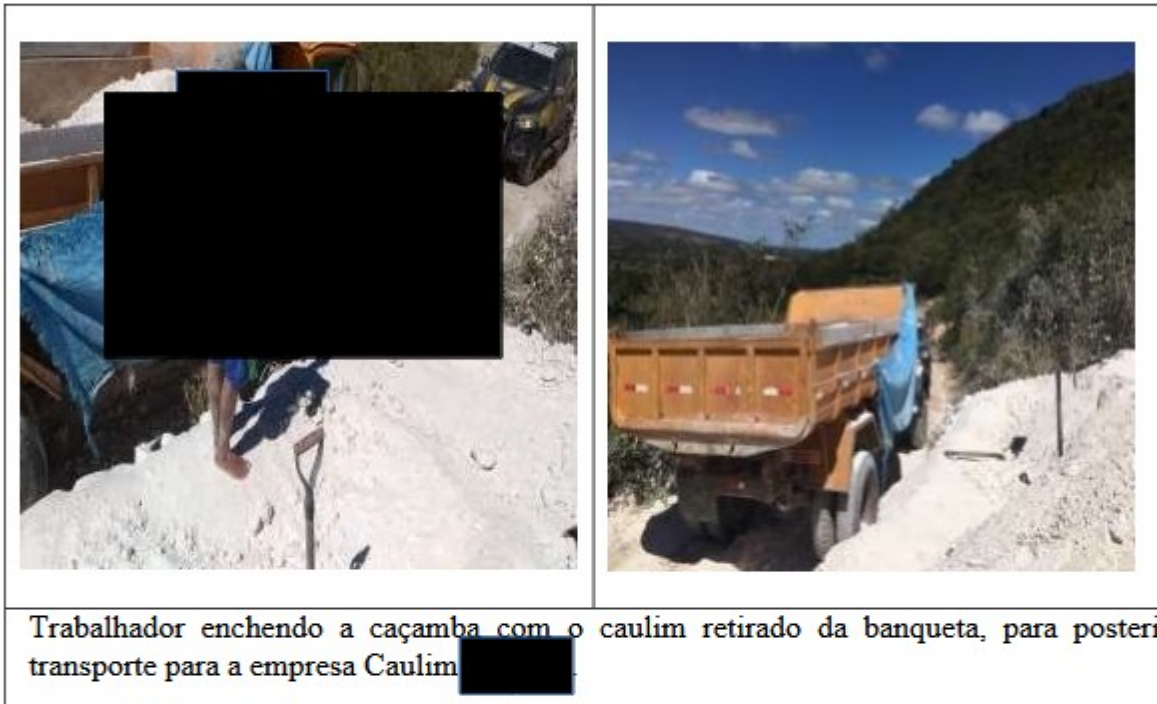 Trabalhador enchendo a caçamba com o caulim retirado da banqueta, para posteri
transporte para a empresa Caulim